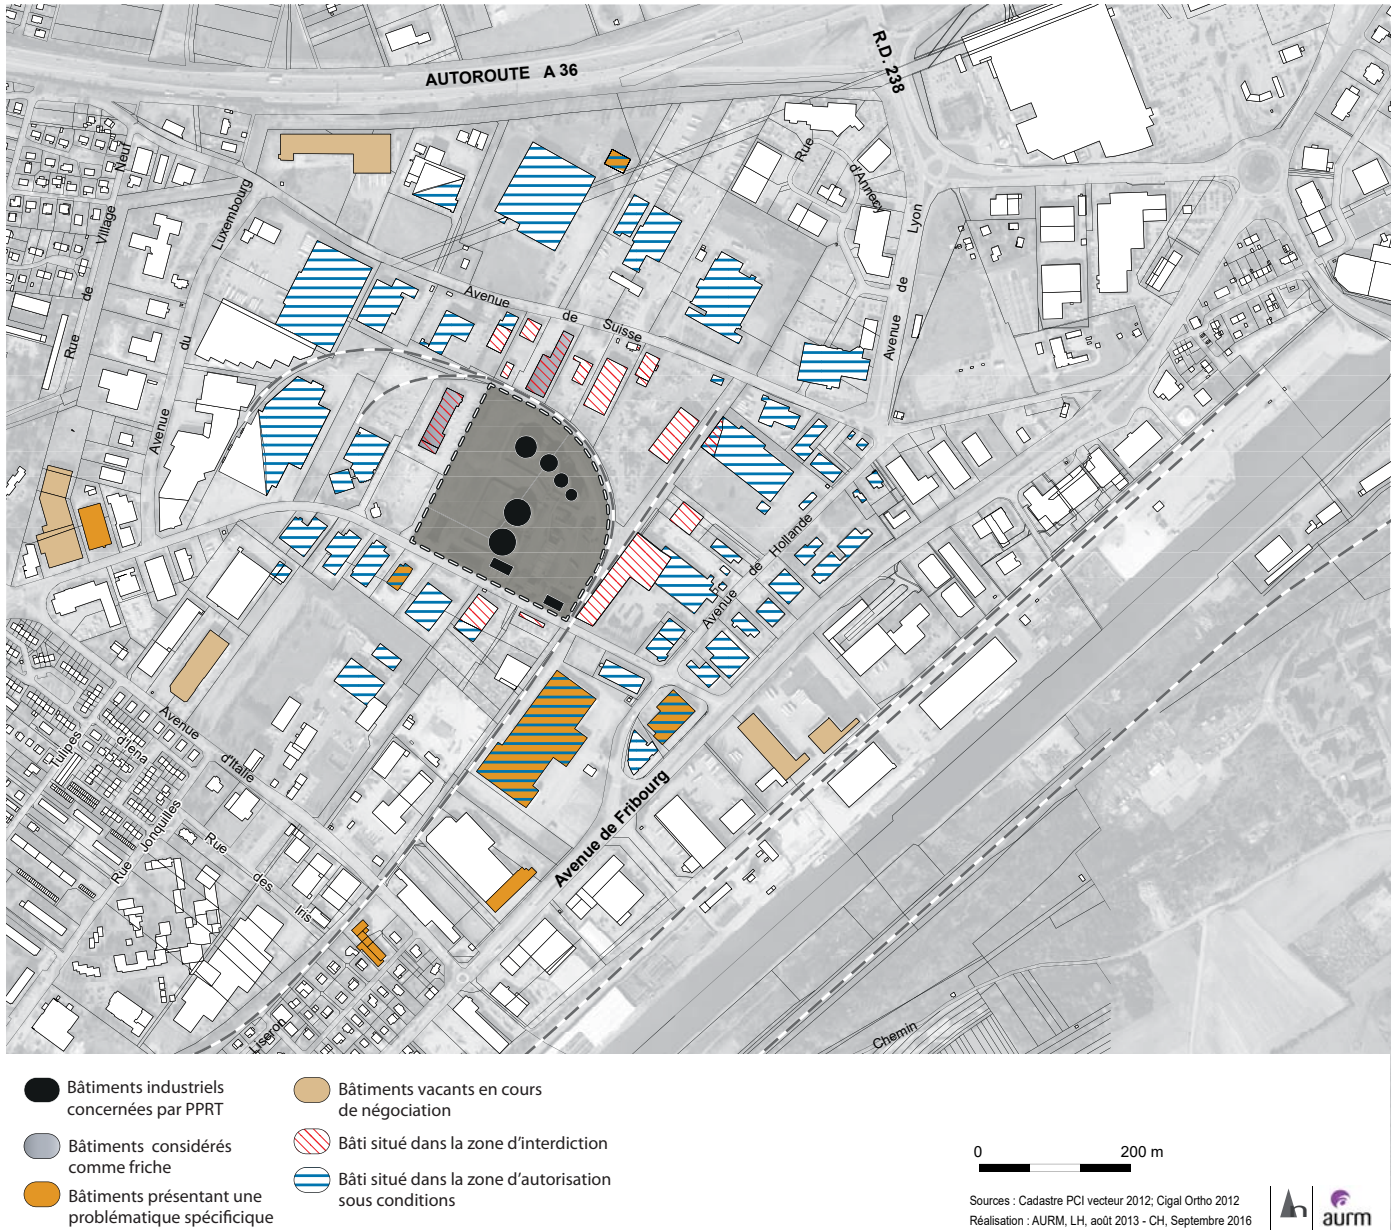 AUTOROUTE A 36
R.D. 238
Rue de Village Neuf
Avenue du Luxembourg
Avenue de Suisse
Rue d'Annecy
Avenue de Lyon
Avenue de Hollande
Avenue de Fribourg
Avenue d'Italie
Tulipes
d'Iéna
Rue Jonquilles
Rue des Iris
Liseron
Chemin
Bâtiments industriels
concernées par PPRT
Bâtiments considérés
comme friche
Bâtiments présentant une
problématique spécificique
Bâtiments vacants en cours
de négociation
Bâti situé dans la zone d'interdiction
Bâti situé dans la zone d'autorisation
sous conditions
0 200 m
Sources : Cadastre PCI vecteur 2012; Cigal Ortho 2012
Réalisation : AURM, LH, août 2013 - CH, Septembre 2016
aurm